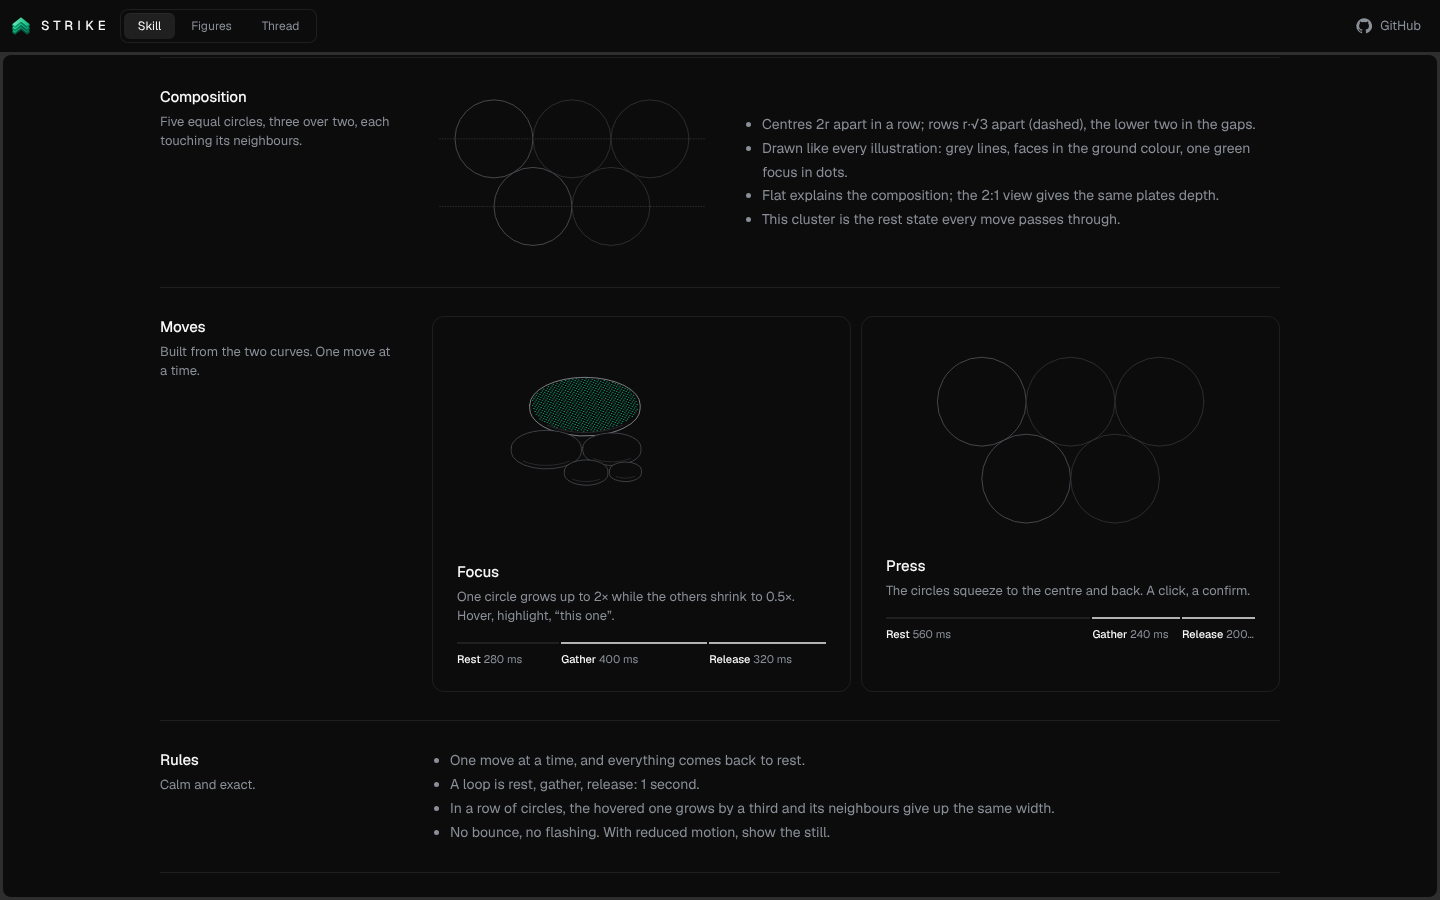 STRIKE
Skill
Figures
Thread
GitHub
Composition
Five equal circles, three over two, each
touching its neighbours.
Centres 2r apart in a row; rows r·√3 apart (dashed), the lower two in the gaps.
Drawn like every illustration: grey lines, faces in the ground colour, one green
focus in dots.
Flat explains the composition; the 2:1 view gives the same plates depth.
This cluster is the rest state every move passes through.
Moves
Built from the two curves. One move at
a time.
Focus
One circle grows up to 2× while the others shrink to 0.5×.
Hover, highlight, “this one”.
Rest 280 ms
Gather 400 ms
Release 320 ms
Press
The circles squeeze to the centre and back. A click, a confirm.
Rest 560 ms
Gather 240 ms
Release 200…
Rules
Calm and exact.
One move at a time, and everything comes back to rest.
A loop is rest, gather, release: 1 second.
In a row of circles, the hovered one grows by a third and its neighbours give up the same width.
No bounce, no flashing. With reduced motion, show the still.